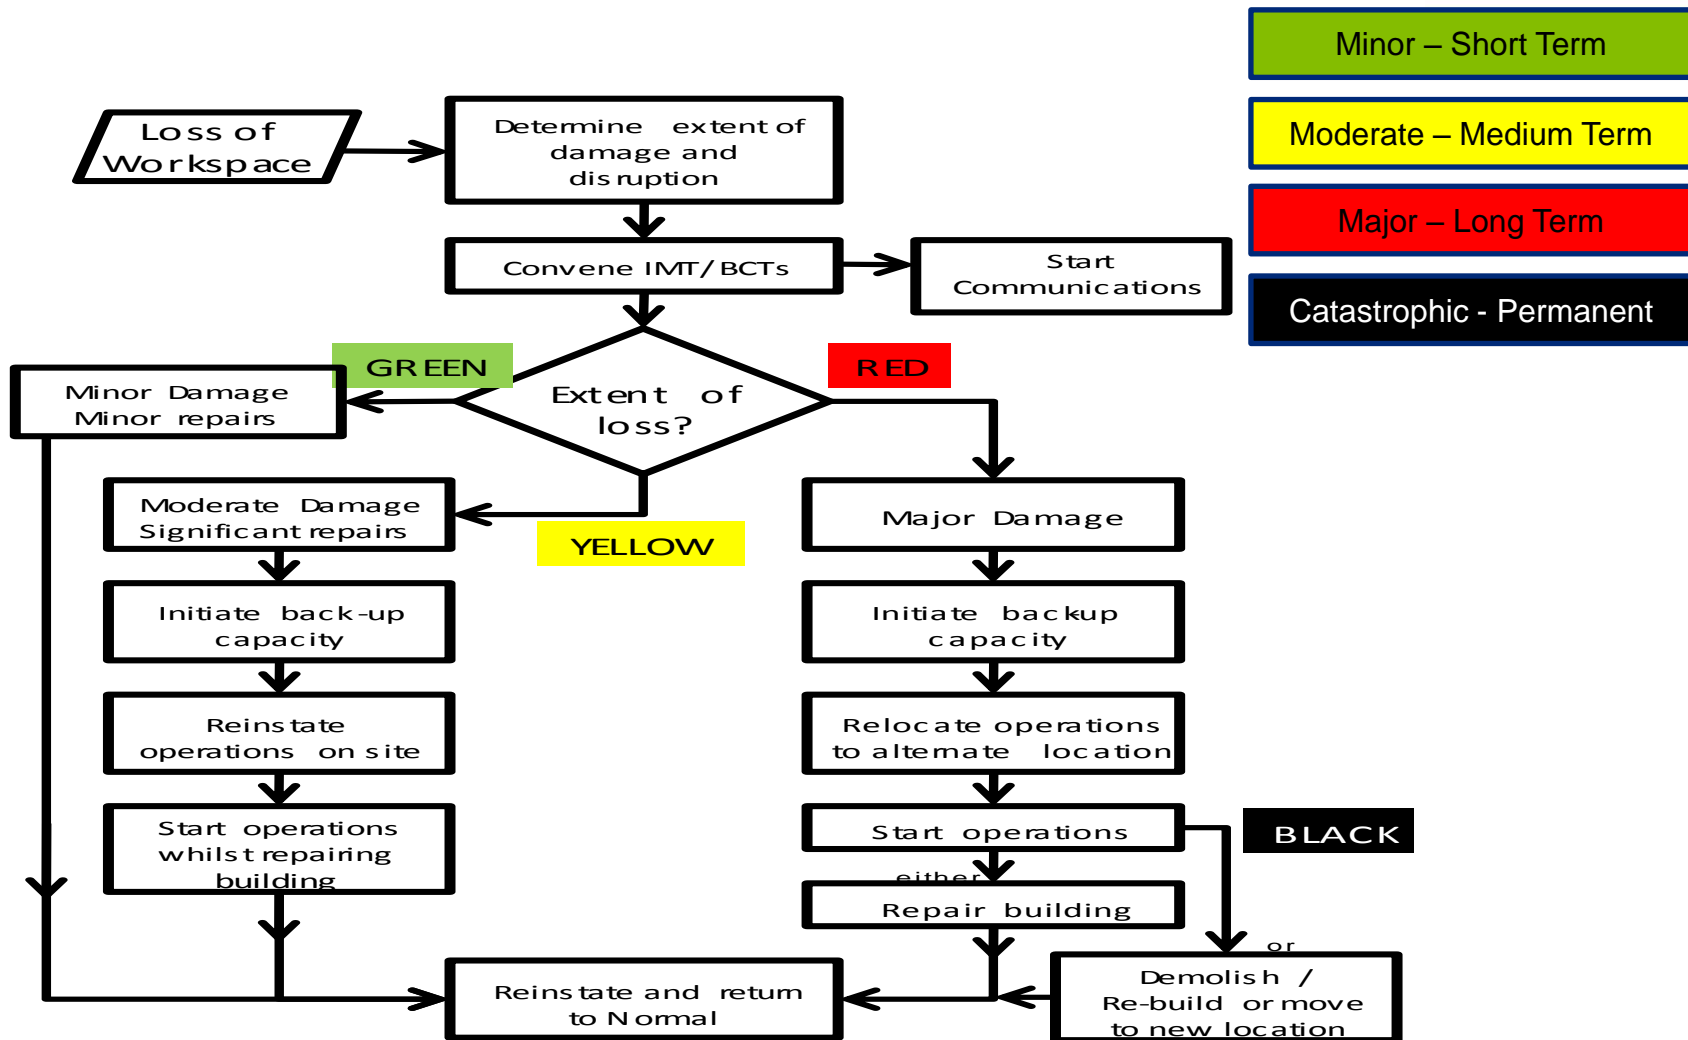 Minor – Short Term
Moderate – Medium Term
Major – Long Term
Catastrophic - Permanent
Loss of
Workspace
Determine extent of
damage and
disruption
Convene IMT/BCTs
Start
Communications
Extent of
loss?
GREEN
RED
YELLOW
BLACK
Minor Damage
Minor repairs
Moderate Damage
Significant repairs
Initiate back-up
capacity
Reinstate
operations on site
Start operations
whilst repairing
building
Major Damage
Initiate backup
capacity
Relocate operations
to alternate location
Start operations
either
Repair building
or
Demolish /
Re-build or move
to new location
Reinstate and return
to Normal